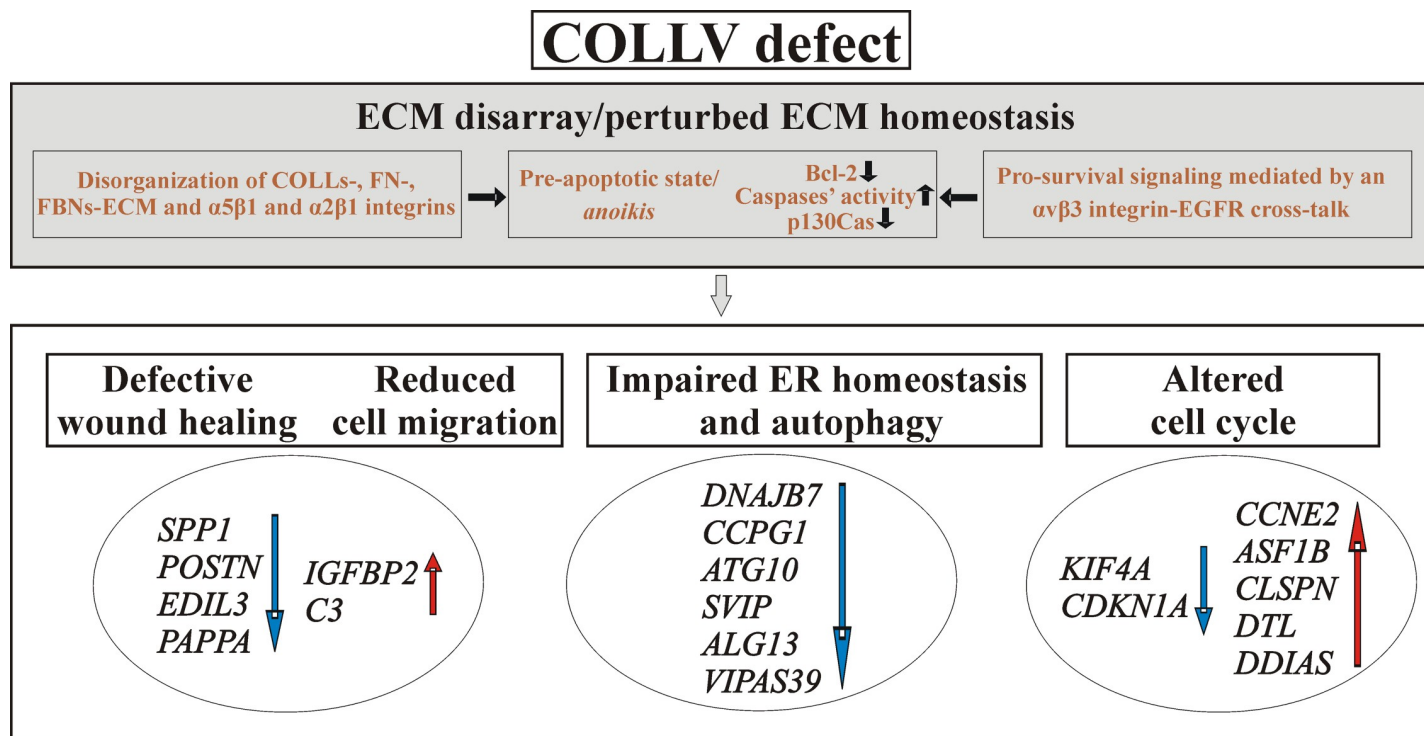 COLLV defect
ECM disarray/perturbed ECM homeostasis
Disorganization of COLLs-, FN-,
FBNs-ECM and α5β1 and α2β1 integrins
Pre-apoptotic state/
anoikis
Bcl-2
Caspases’ activity
p130Cas
Pro-survival signaling mediated by an
αvβ3 integrin-EGFR cross-talk
Defective
wound healing
Reduced
cell migration
Impaired ER homeostasis
and autophagy
Altered
cell cycle
SPP1
POSTN
EDIL3
PAPPA
IGFBP2
C3
DNAJB7
CCPG1
ATG10
SVIP
ALG13
VIPAS39
KIF4A
CDKN1A
CCNE2
ASF1B
CLSPN
DTL
DDIAS